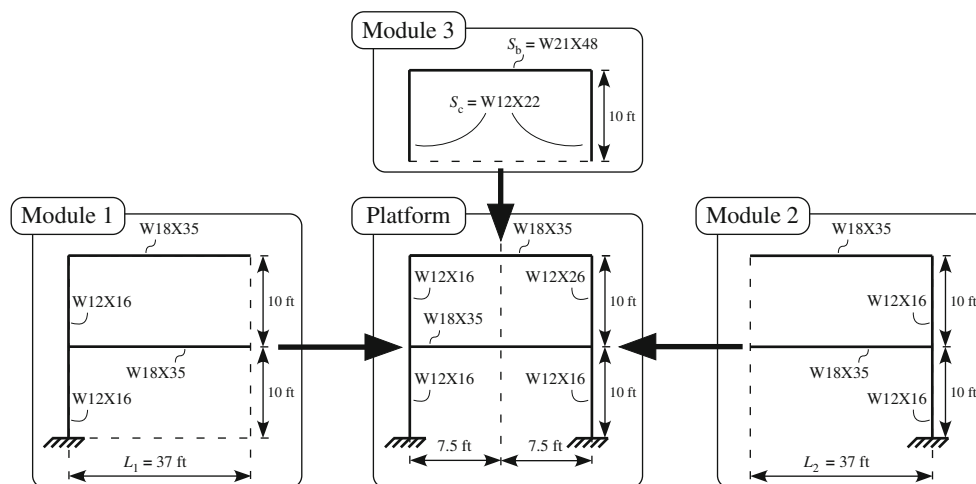 Module 3
S_b = W21X48
S_c = W12X22
10 ft
Module 1
W18X35
W12X16
10 ft
W18X35
W12X16
10 ft
L_1 = 37 ft
Platform
W18X35
W12X16
W12X26
10 ft
W18X35
W12X16
W12X16
10 ft
7.5 ft
7.5 ft
Module 2
W18X35
W12X16
10 ft
W18X35
W12X16
10 ft
L_2 = 37 ft